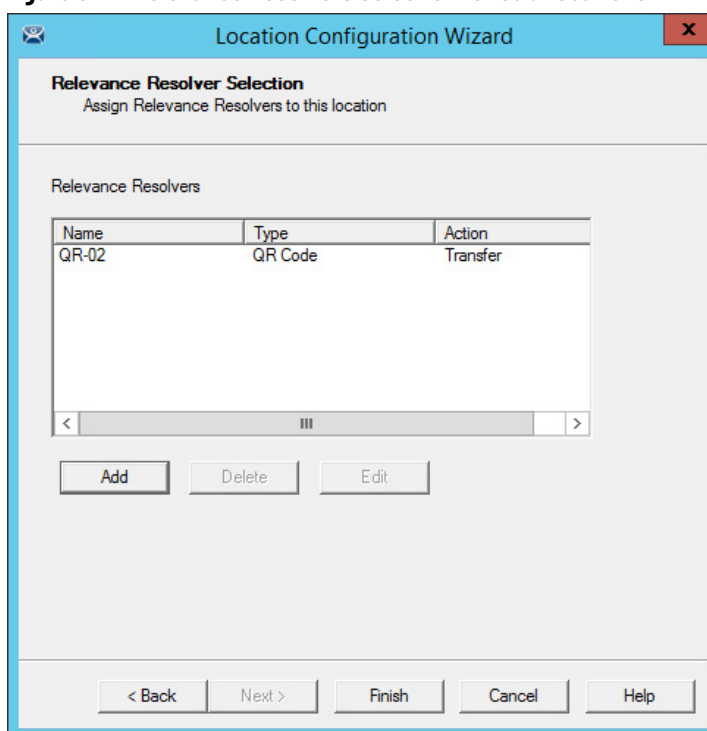 Location Configuration Wizard
x
Relevance Resolver Selection
Assign Relevance Resolvers to this location
Relevance Resolvers
Name Type Action
QR-02 QR Code Transfer
< III >
Add Delete Edit
< Back Next > Finish Cancel Help